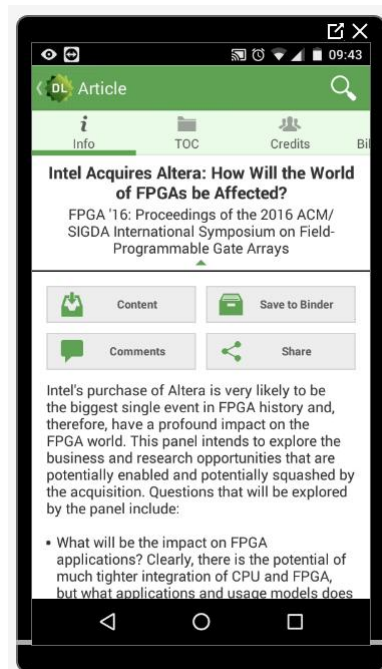 09:43
DL Article
i
Info
TOC
Credits
Bil
Intel Acquires Altera: How Will the World
of FPGAs be Affected?
FPGA '16: Proceedings of the 2016 ACM/
SIGDA International Symposium on Field-
Programmable Gate Arrays
Content
Save to Binder
Comments
Share
Intel's purchase of Altera is very likely to be
the biggest single event in FPGA history and,
therefore, have a profound impact on the
FPGA world. This panel intends to explore the
business and research opportunities that are
potentially enabled and potentially squashed by
the acquisition. Questions that will be explored
by the panel include:
• What will be the impact on FPGA
applications? Clearly, there is the potential of
much tighter integration of CPU and FPGA,
but what applications and usage models does